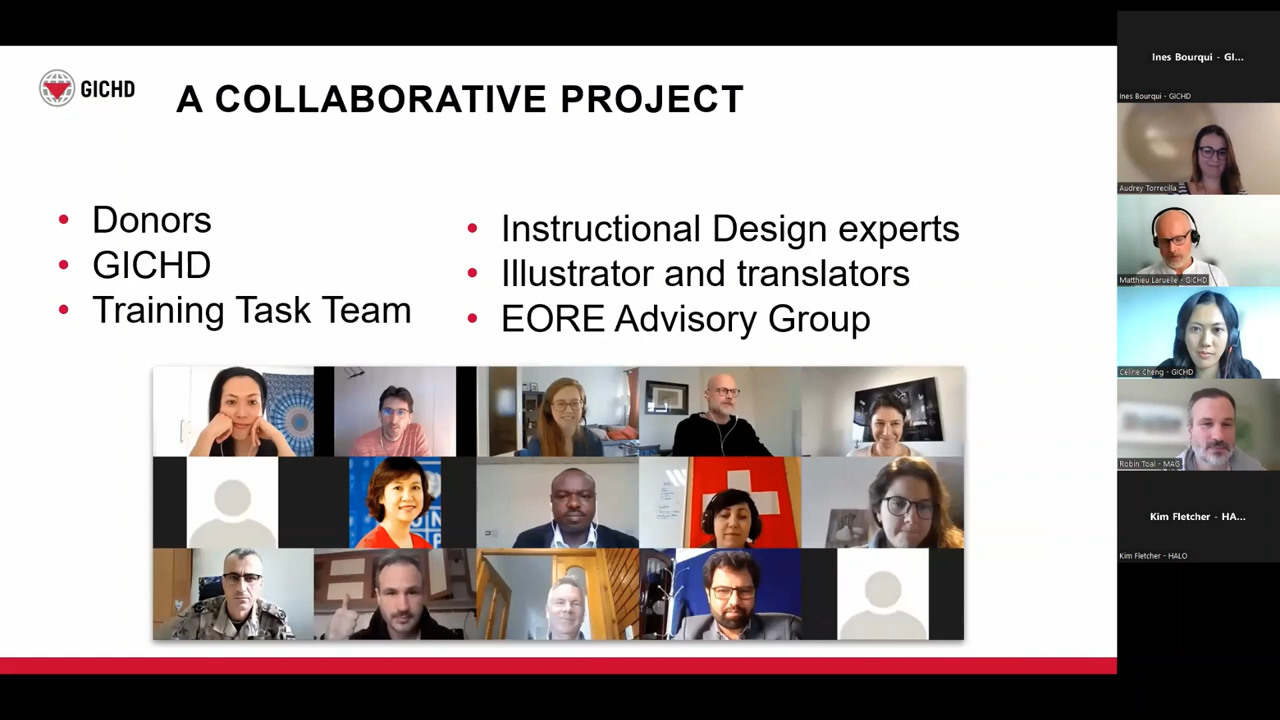 GICHD
A COLLABORATIVE PROJECT
• Donors
• GICHD
• Training Task Team
• Instructional Design experts
• Illustrator and translators
• EORE Advisory Group
Ines Bourqui - GI...
Ines Bourqui - GICHD
Audrey Torrecilla
Matthieu Laruelle - GICHD
Céline Cheng - GICHD
Robin Toal - MAG
Kim Fletcher - HA...
Kim Fletcher - HALO